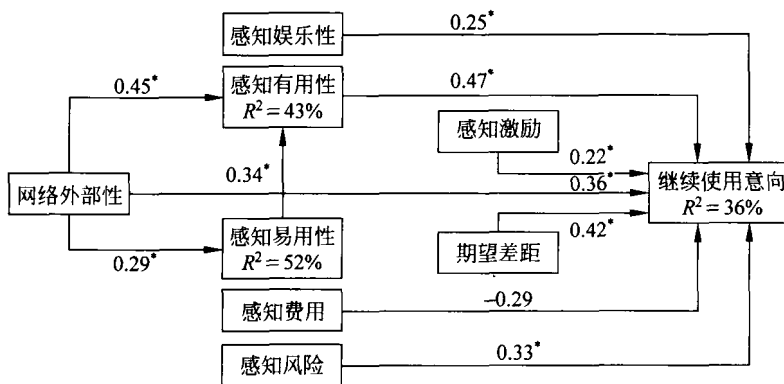 感知娱乐性
0.25*
0.45*
感知有用性
R² = 43%
0.47*
感知激励
0.22*
0.34*
网络外部性
0.36*
继续使用意向
R² = 36%
0.29*
感知易用性
R² = 52%
期望差距
0.42*
感知费用
−0.29
感知风险
0.33*